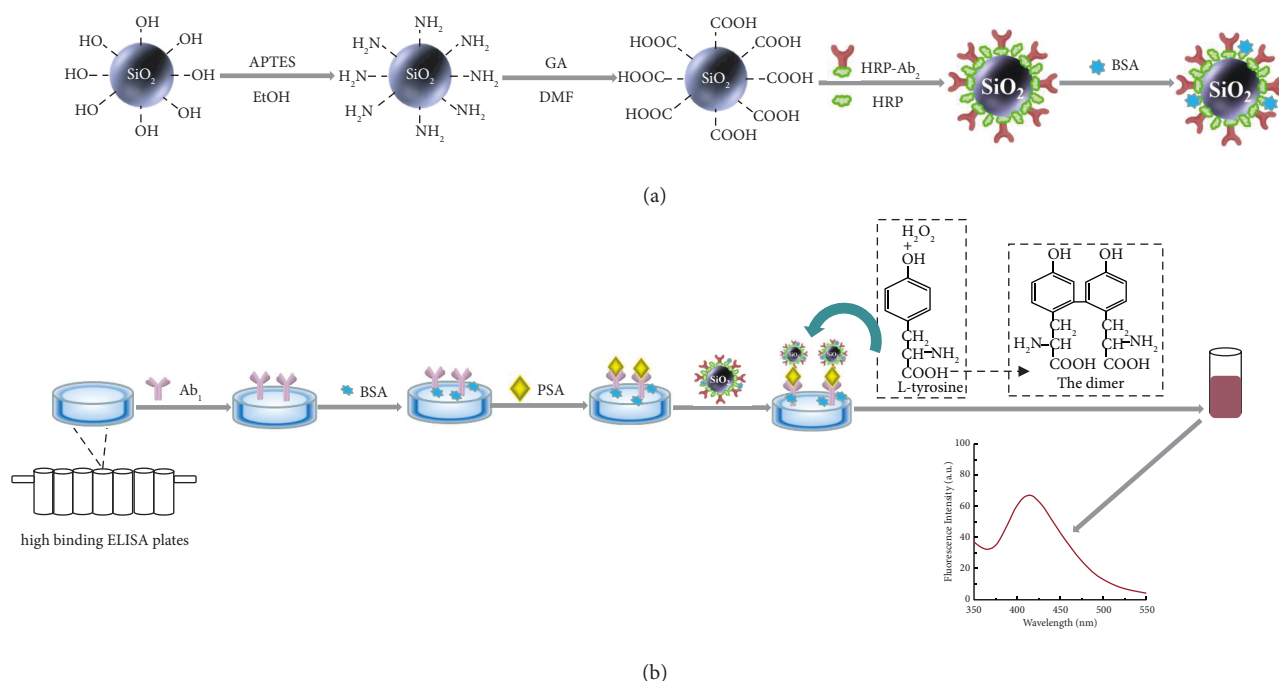 OH
OH
HO
OH
HO
SiO2
OH
HO
OH
OH
APTES
EtOH
NH2
H2N
NH2
H2N
SiO2
NH2
H2N
NH2
NH2
GA
DMF
COOH
HOOC
COOH
HOOC
SiO2
COOH
HOOC
COOH
COOH
HRP-Ab2
HRP
SiO2
BSA
SiO2
(a)
H2O2
+
OH
CH2
CH-NH2
COOH
L-tyrosine
OH
OH
CH2
CH2
H2N
CH
CH-NH2
COOH
COOH
The dimer
Ab1
BSA
PSA
SiO2
SiO2
SiO2
high binding ELISA plates
Fluorescence Intensity (a.u.)
100
80
60
40
20
0
350
400
450
500
550
Wavelength (nm)
(b)